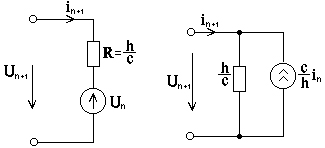 i_{n+1}
R=h/c
U_{n+1}
U_n
i_{n+1}
U_{n+1}
h/c
c/h i_n